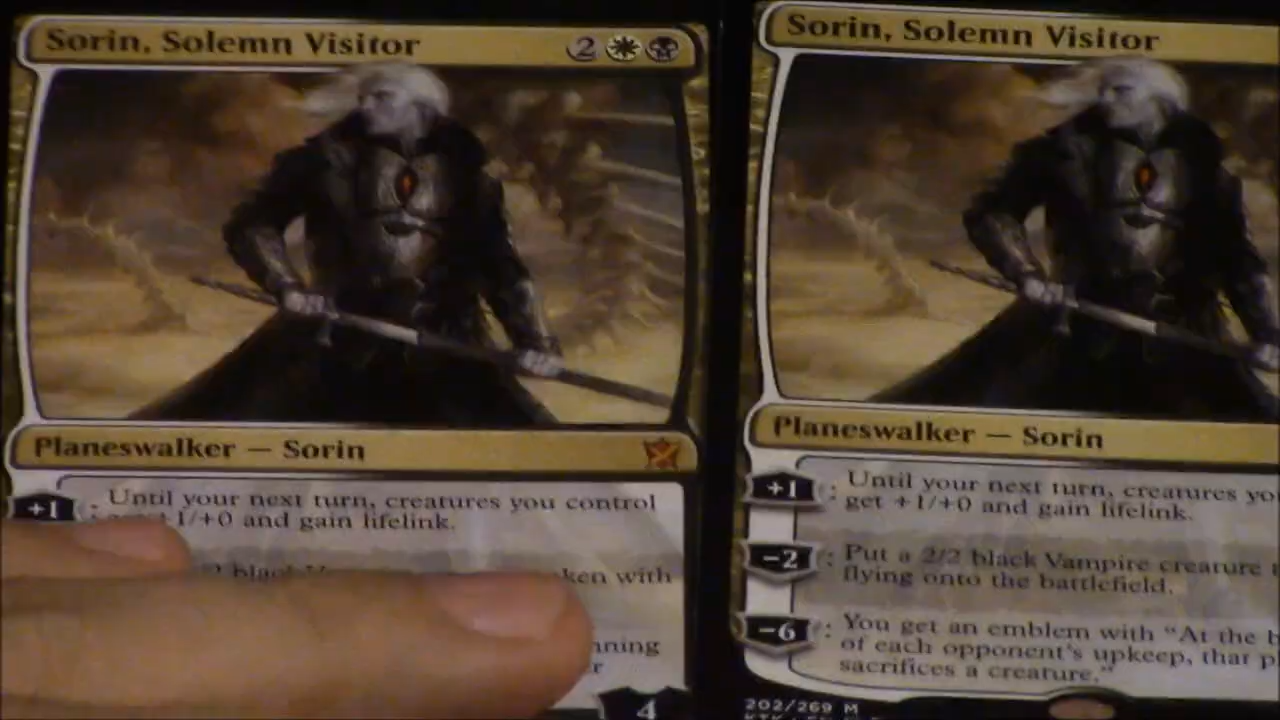 Sorin, Solemn Visitor 2
Planeswalker — Sorin
+1 : Until your next turn, creatures you control
1/+0 and gain lifelink.
2 black with
4
Sorin, Solemn Visitor
Planeswalker — Sorin
+1 : Until your next turn, creatures yo
get +1/+0 and gain lifelink.
−2 : Put a 2/2 black Vampire creature t
flying onto the battlefield.
−6 : You get an emblem with “At the b
of each opponent's upkeep, that p
sacrifices a creature.”
202/269 M